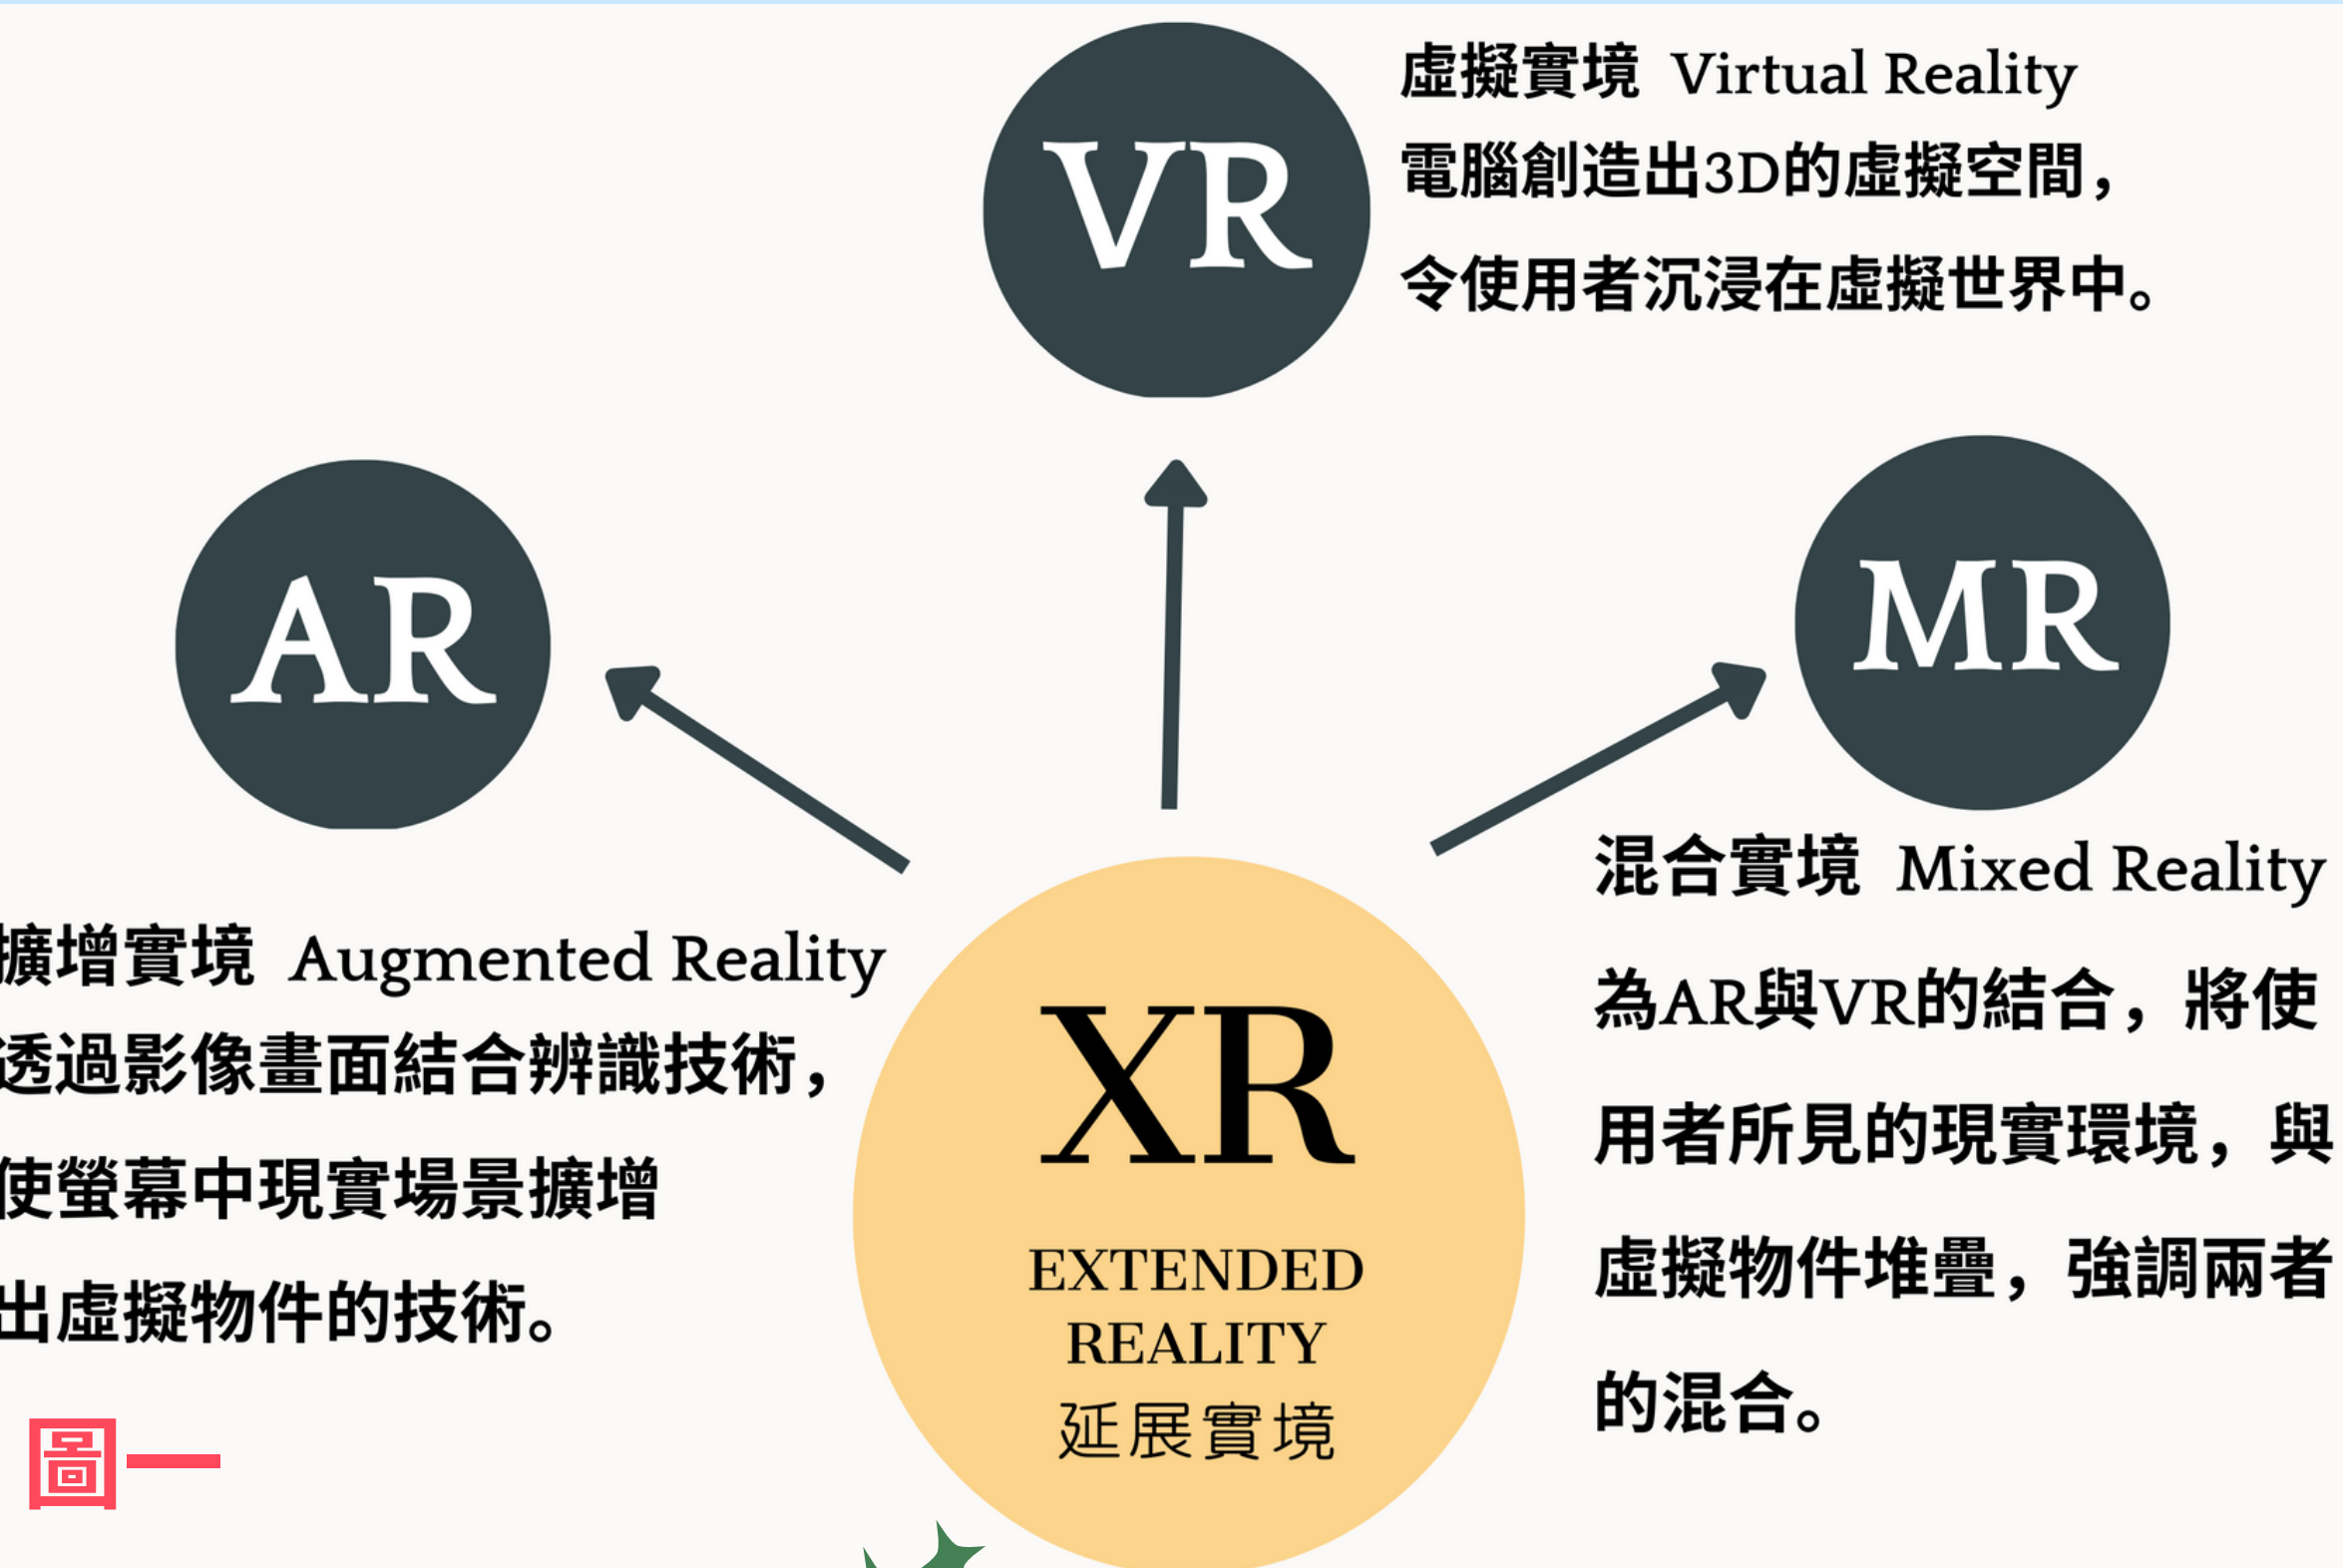 VR
虛擬實境 Virtual Reality
電腦創造出3D的虛擬空間，
令使用者沉浸在虛擬世界中。
AR
擴增實境 Augmented Reality
透過影像畫面結合辨識技術，
使螢幕中現實場景擴增
出虛擬物件的技術。
MR
混合實境 Mixed Reality
為AR與VR的結合，將使
用者所見的現實環境，與
虛擬物件堆疊，強調兩者
的混合。
XR
EXTENDED
REALITY
延展實境
圖一